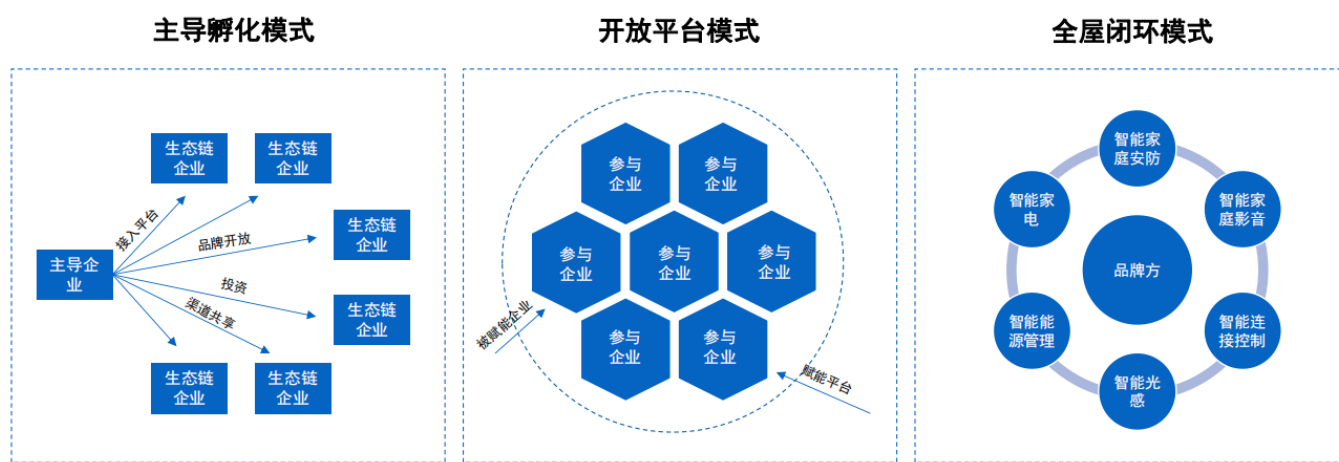 主导孵化模式
开放平台模式
全屋闭环模式
生态链
企业
生态链
企业
接入平台
品牌开放
生态链
企业
主导企
业
投资
渠道共享
生态链
企业
生态链
企业
生态链
企业
参与
企业
参与
企业
参与
企业
参与
企业
参与
企业
被赋能企业
参与
企业
参与
企业
赋能平台
智能家
庭安防
智能家
电
智能家
庭影音
品牌方
智能能
源管理
智能连
接控制
智能光
感